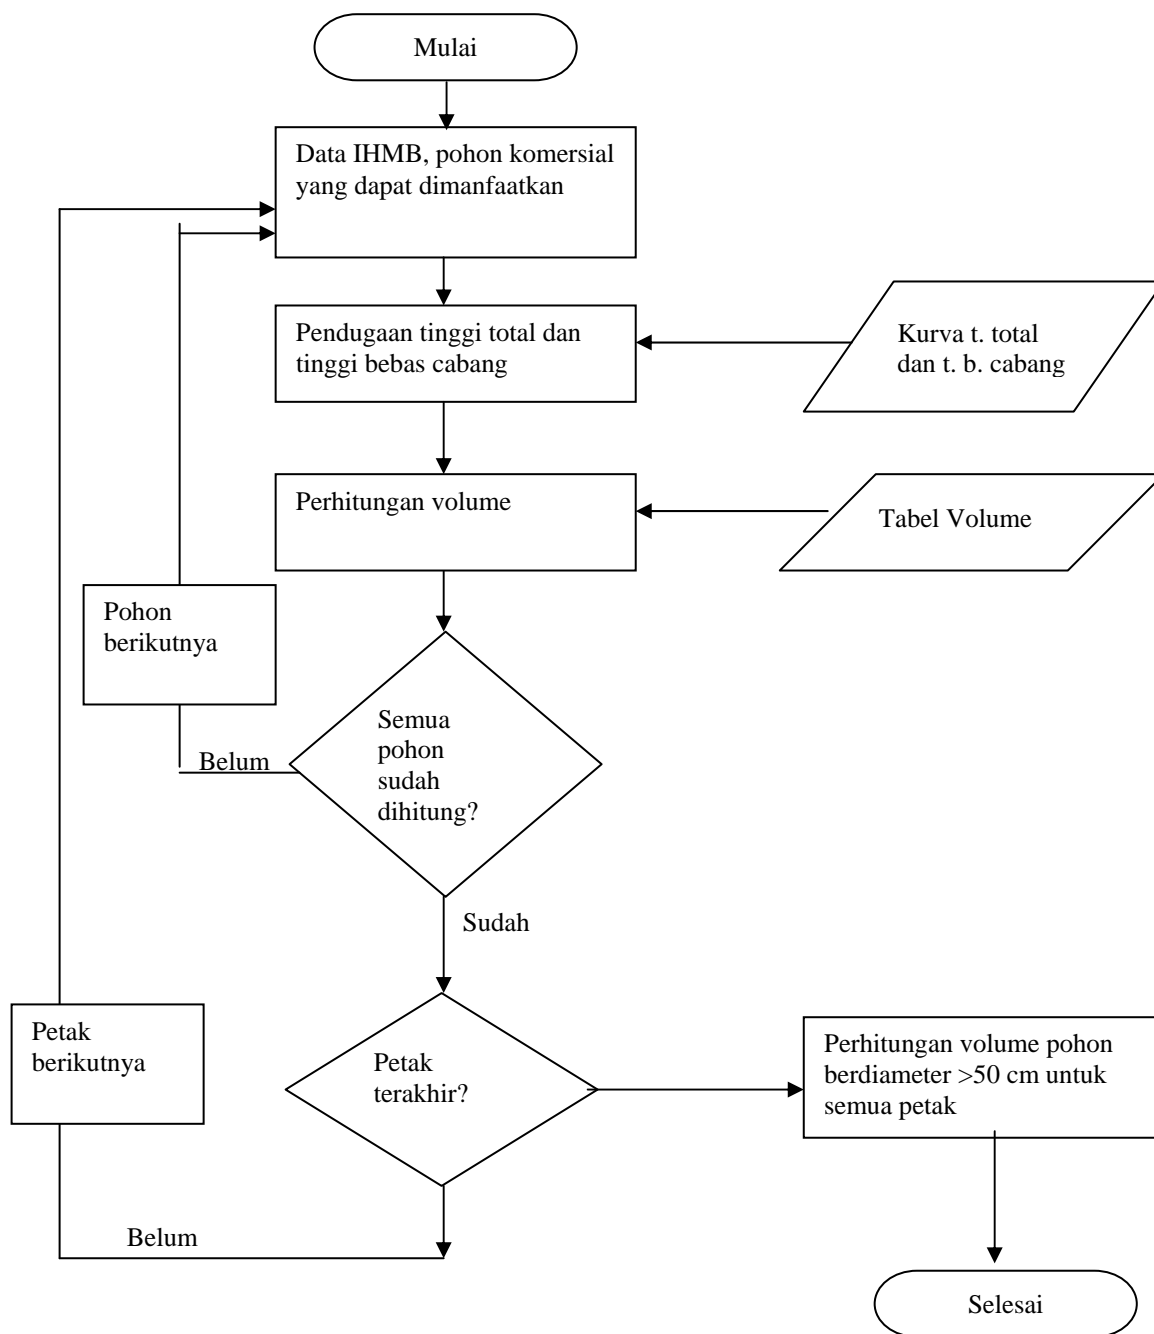 Mulai
Data IHMB, pohon komersial
yang dapat dimanfaatkan
Pendugaan tinggi total dan
tinggi bebas cabang
Kurva t. total
dan t. b. cabang
Perhitungan volume
Tabel Volume
Pohon
berikutnya
Semua
pohon
sudah
dihitung?
Belum
Sudah
Petak
berikutnya
Petak
terakhir?
Perhitungan volume pohon
berdiameter >50 cm untuk
semua petak
Belum
Selesai